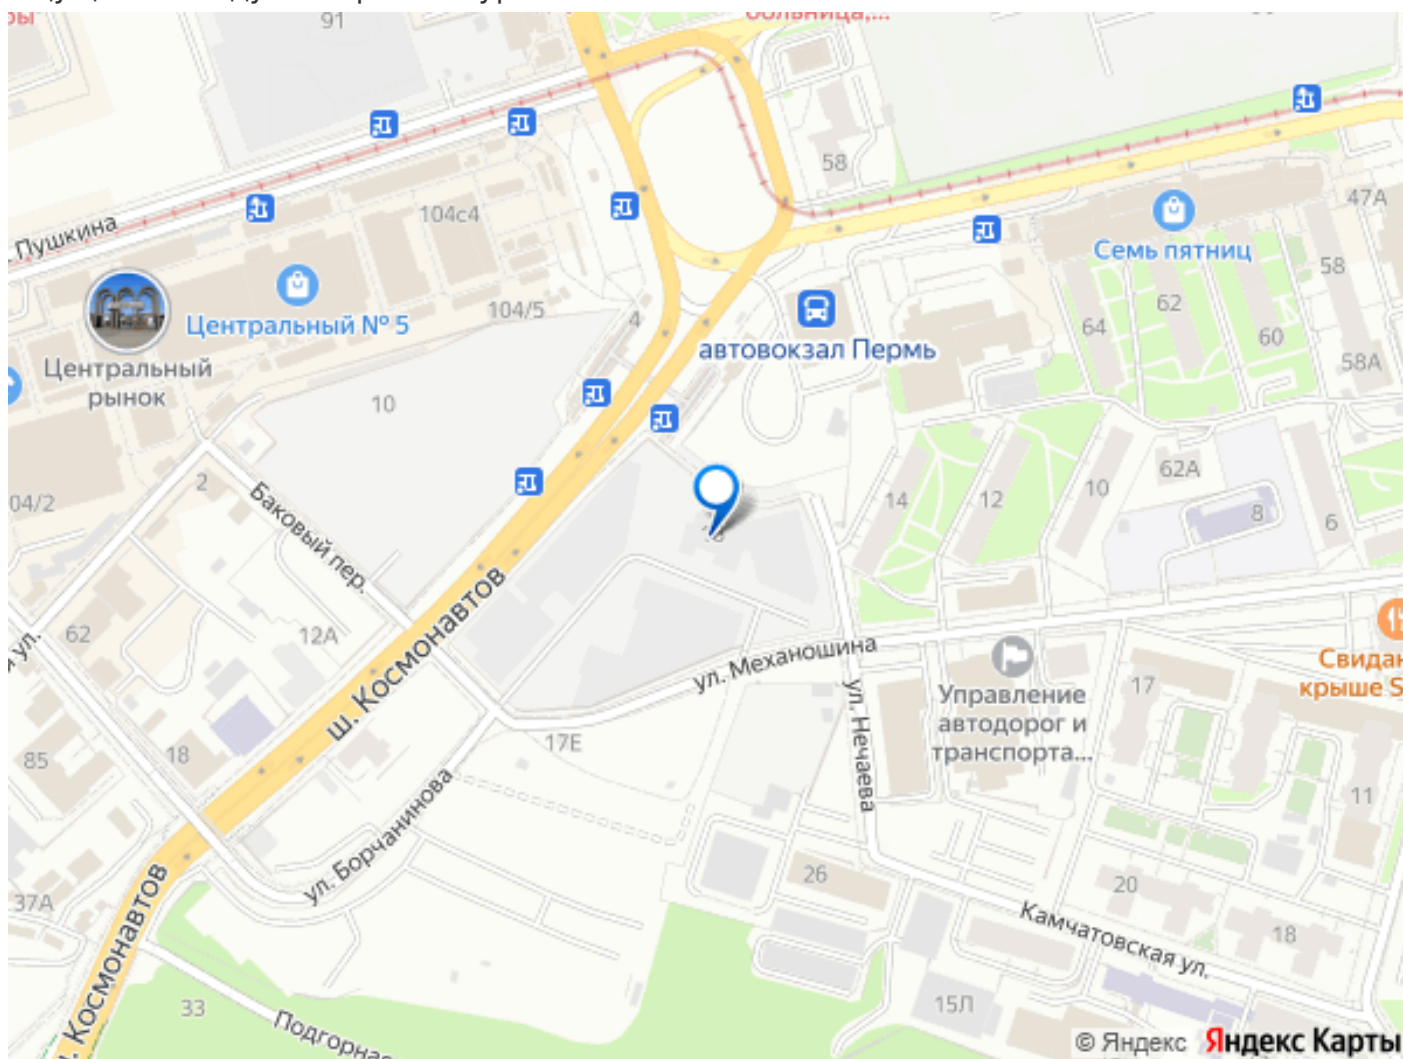 91
58
47А
Пушкина
104с4
Семь пятниц
58
62
64
60
58А
Центральный № 5
104/5
4
автовокзал Пермь
Центральный
рынок
10
2
04/2
Баковый пер.
62А
14
12
10
8
6
62
12А
ш. Космонавтов
ул. Механошина
ул. Нечаева
Управление
автодорог и
транспорта...
17
Свидан
крыше S
85
18
17Е
11
ул. Борчанинова
26
20
18
37А
Камчатовская ул.
. Космонавтов
33
Подгорная
15Л
© Яндекс Яндекс Карты